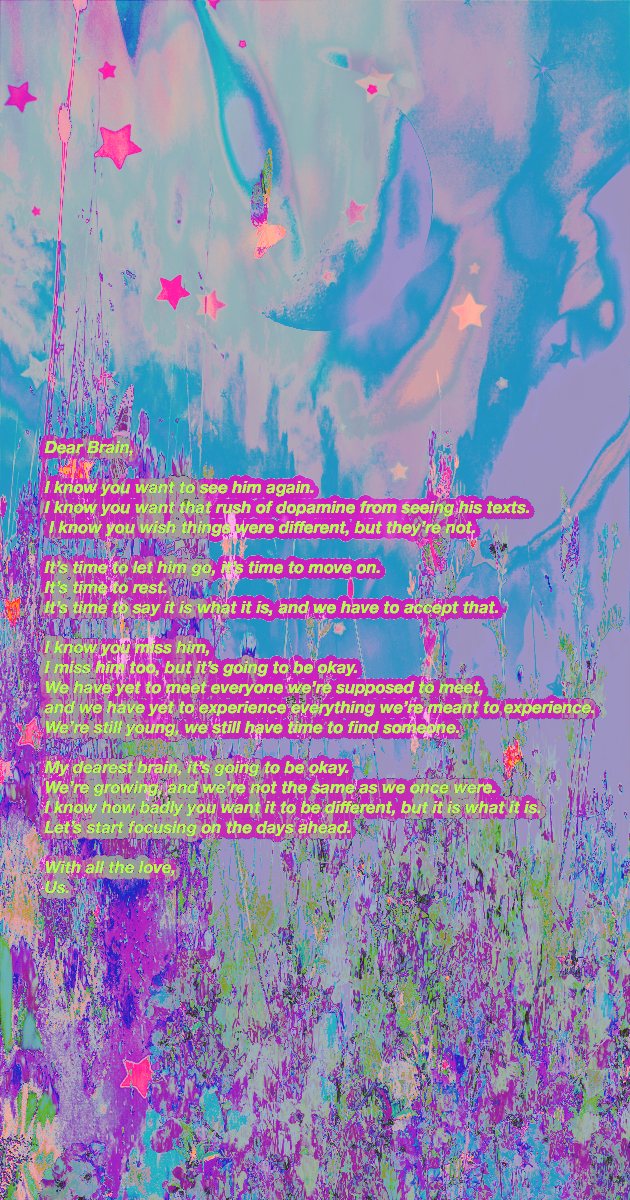 Dear Brain,
I know you want to see him again.
I know you want that rush of dopamine from seeing his texts.
I know you wish things were different, but they're not.
It's time to let him go, it's time to move on.
It's time to rest.
It's time to say it is what it is, and we have to accept that.
I know you miss him,
I miss him too, but it's going to be okay.
We have yet to meet everyone we're supposed to meet,
and we have yet to experience everything we're meant to experience.
We're still young, we still have time to find someone.
My dearest brain, it's going to be okay.
We're growing, and we're not the same as we once were.
I know how badly you want it to be different, but it is what it is.
Let's start focusing on the days ahead.
With all the love,
Us.